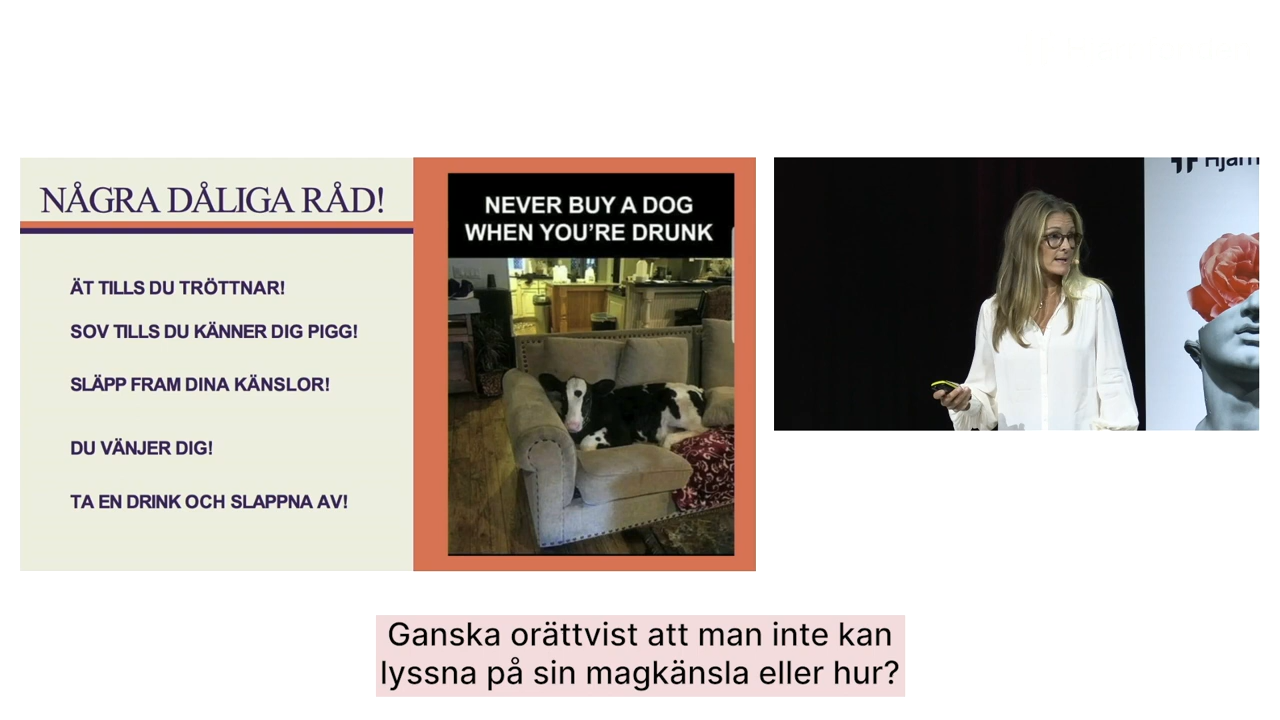 NÅGRA DÅLIGA RÅD!
ÄT TILLS DU TRÖTTNAR!
SOV TILLS DU KÄNNER DIG PIGG!
SLÄPP FRAM DINA KÄNSLOR!
DU VÄNJER DIG!
TA EN DRINK OCH SLAPPNA AV!
NEVER BUY A DOG
WHEN YOU'RE DRUNK
Ganska orättvist att man inte kan
lyssna på sin magkänsla eller hur?